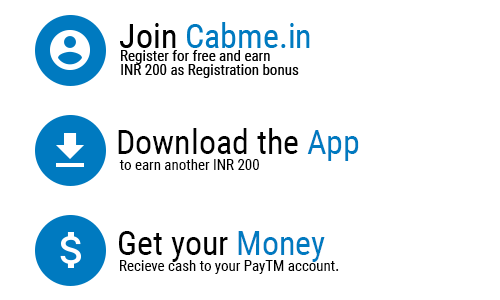 Join Cabme.in
Register for free and earn
INR 200 as Registration bonus
Download the App
to earn another INR 200
Get your Money
Recieve cash to your PayTM account.